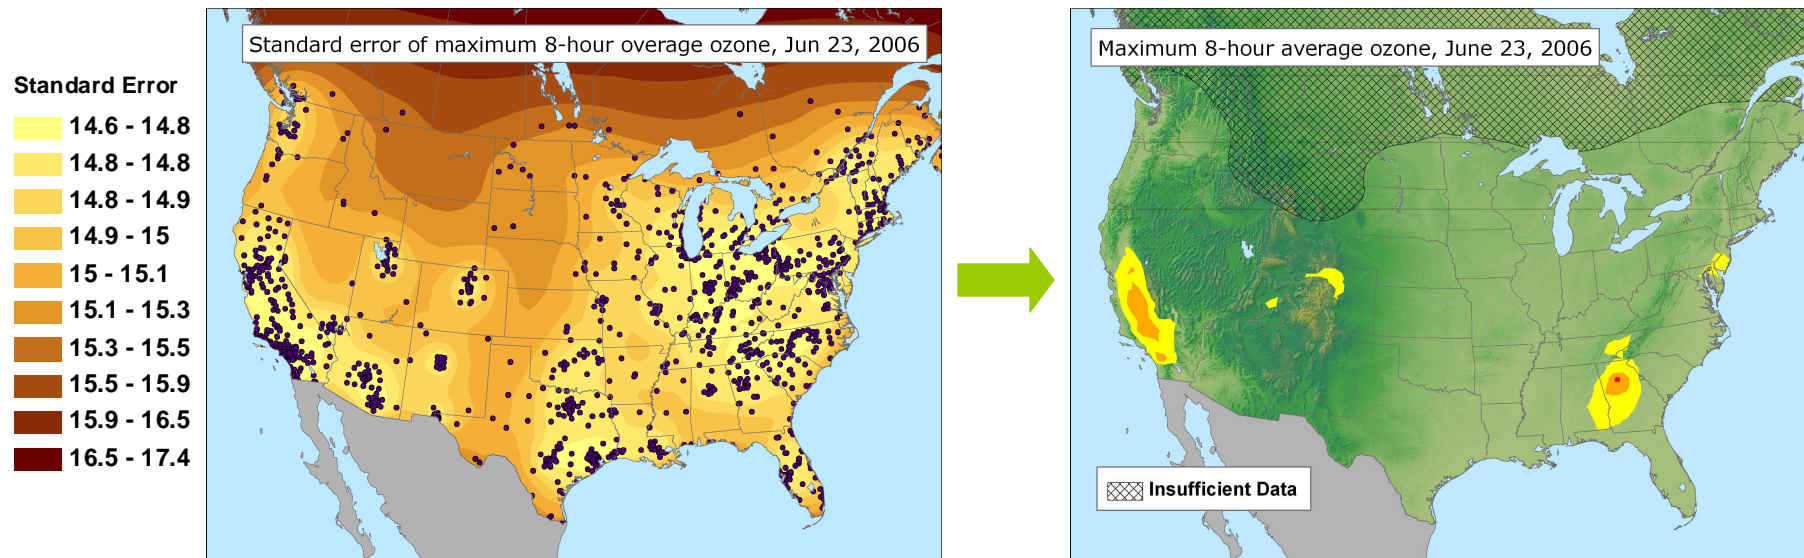 Standard error of maximum 8-hour overage ozone, Jun 23, 2006
Standard Error
14.6 - 14.8
14.8 - 14.8
14.8 - 14.9
14.9 - 15
15 - 15.1
15.1 - 15.3
15.3 - 15.5
15.5 - 15.9
15.9 - 16.5
16.5 - 17.4
Maximum 8-hour average ozone, June 23, 2006
Insufficient Data